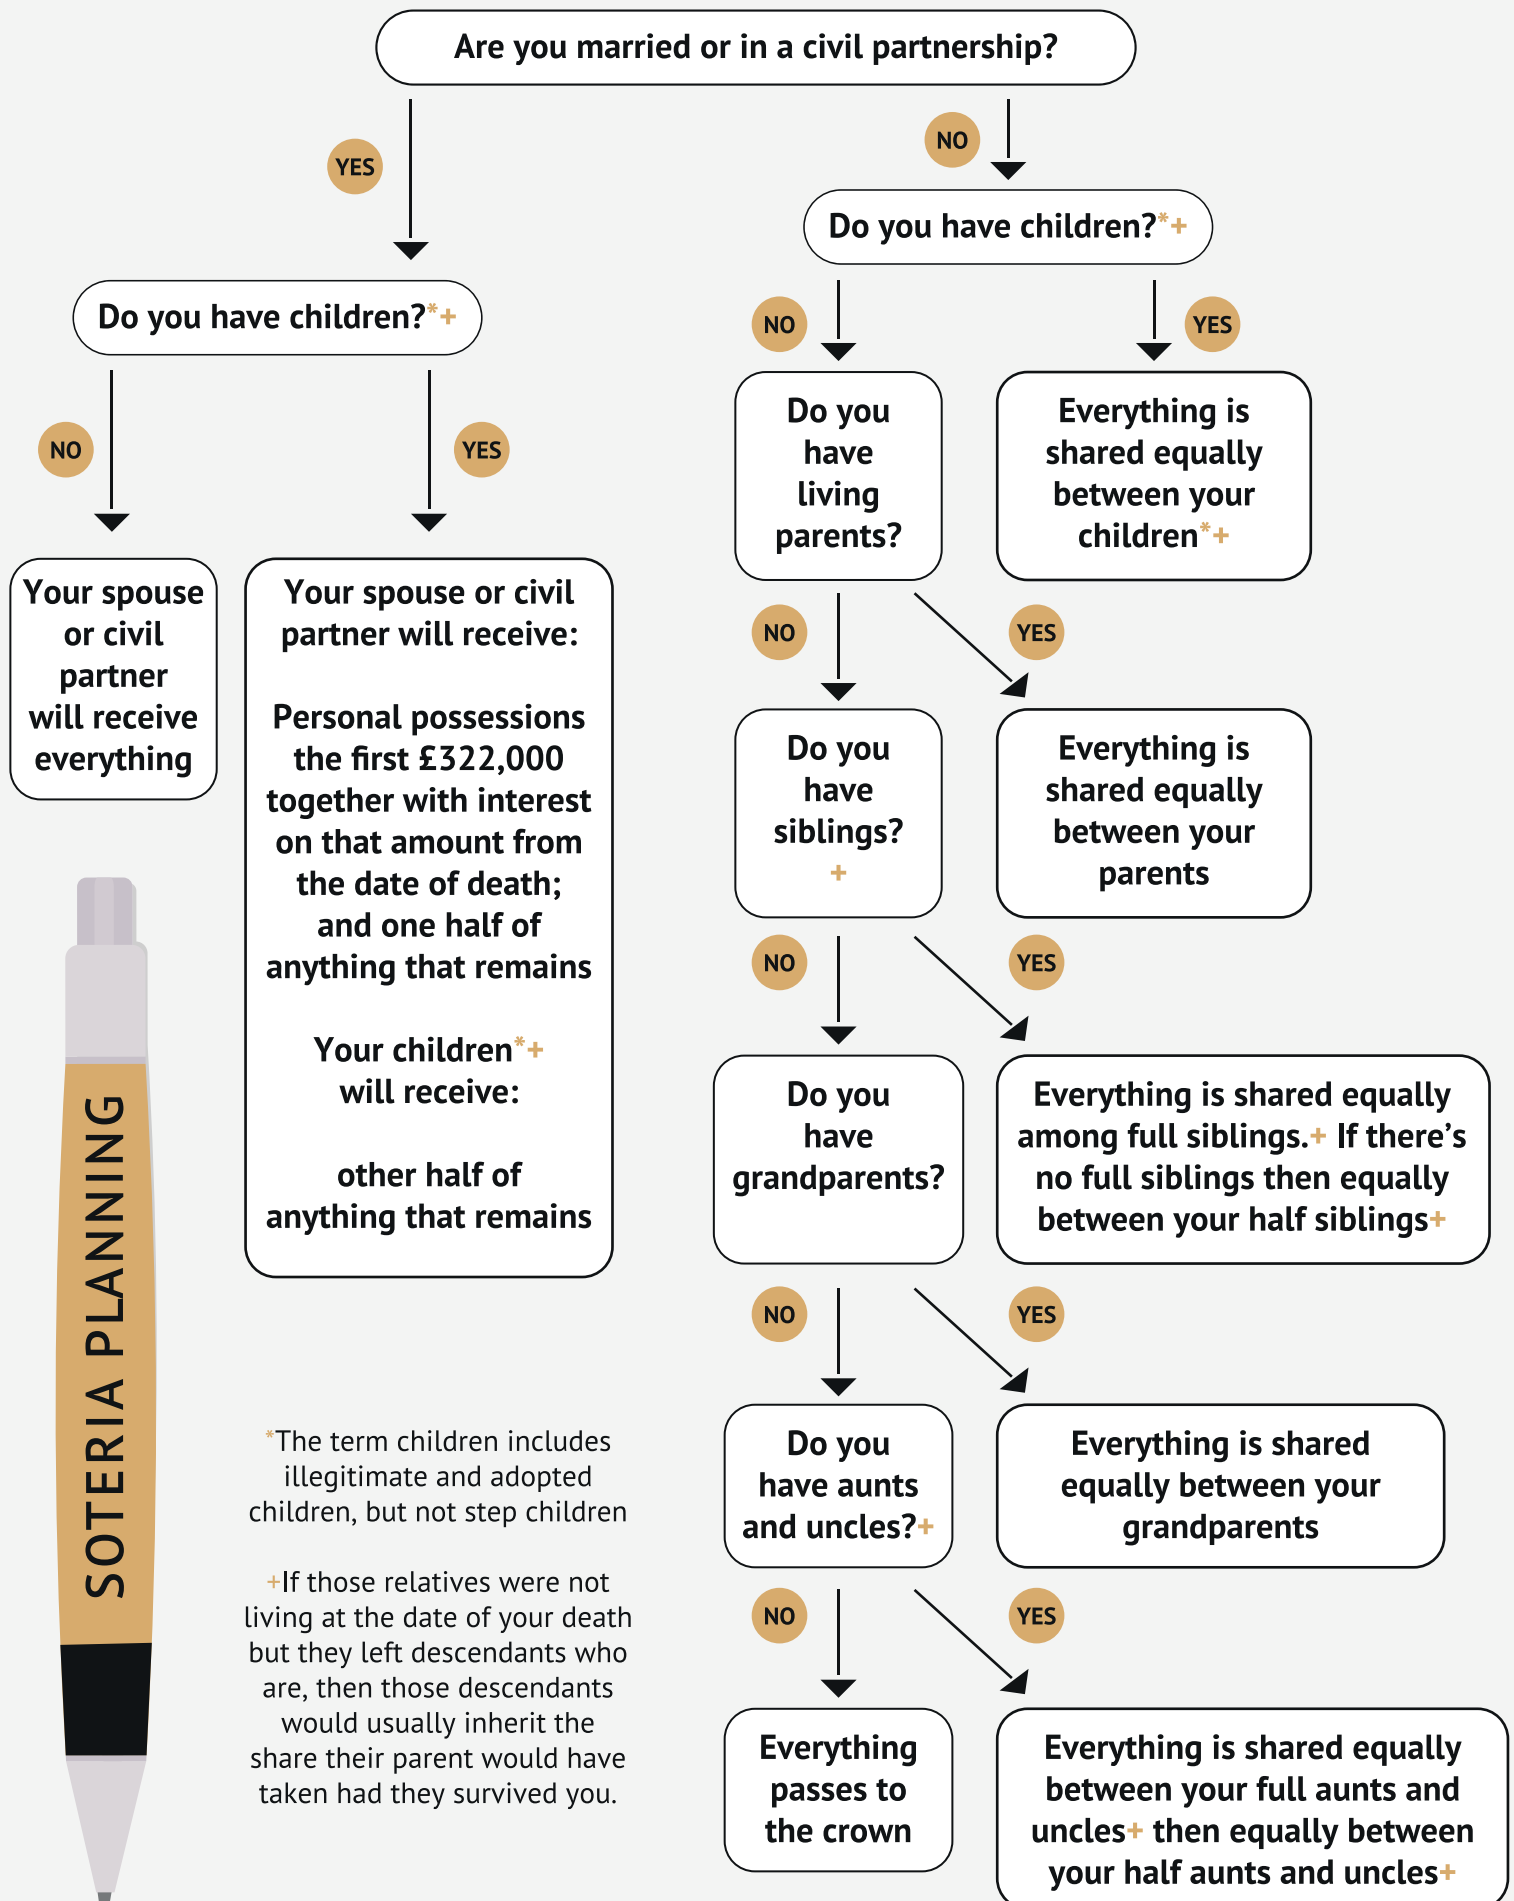 Are you married or in a civil partnership?
YES
NO
Do you have children?*+
Do you have children?*+
NO
YES
NO
YES
Your spouse
or civil
partner
will receive
everything
Your spouse or civil
partner will receive:
Personal possessions
the first £322,000
together with interest
on that amount from
the date of death;
and one half of
anything that remains
Your children*+
will receive:
other half of
anything that remains
Do you
have
living
parents?
Everything is
shared equally
between your
children*+
NO
YES
Do you
have
siblings?
+
Everything is
shared equally
between your
parents
NO
YES
Do you
have
grandparents?
Everything is shared equally
among full siblings.+ If there’s
no full siblings then equally
between your half siblings+
NO
YES
Do you
have aunts
and uncles?+
Everything is shared
equally between your
grandparents
NO
YES
Everything
passes to
the crown
Everything is shared equally
between your full aunts and
uncles+ then equally between
your half aunts and uncles+
SOTERIA PLANNING
*The term children includes
illegitimate and adopted
children, but not step children
+If those relatives were not
living at the date of your death
but they left descendants who
are, then those descendants
would usually inherit the
share their parent would have
taken had they survived you.